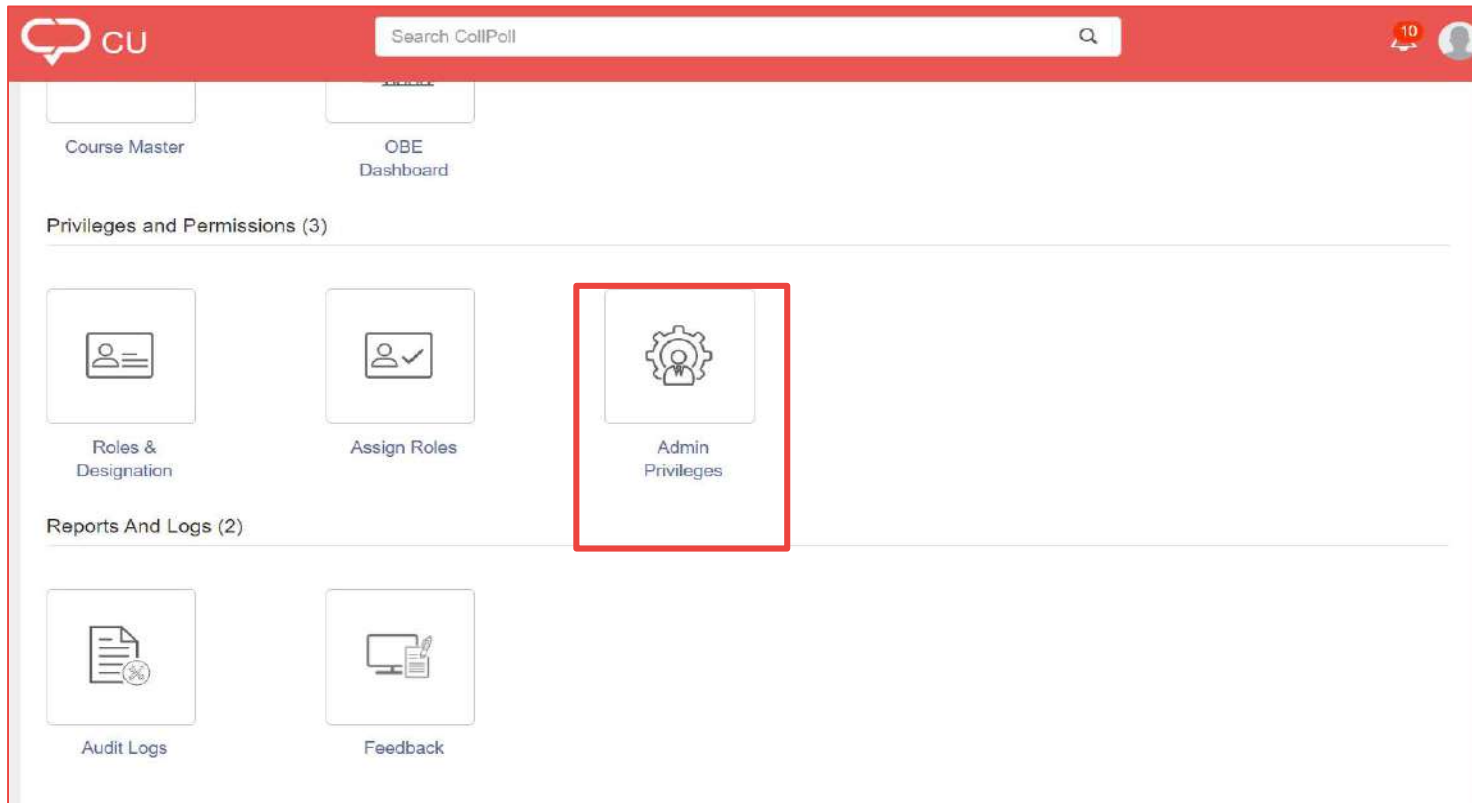 CU
Search CollPoll
10
Course Master
OBE
Dashboard
Privileges and Permissions (3)
Roles &
Designation
Assign Roles
Admin
Privileges
Reports And Logs (2)
Audit Logs
Feedback